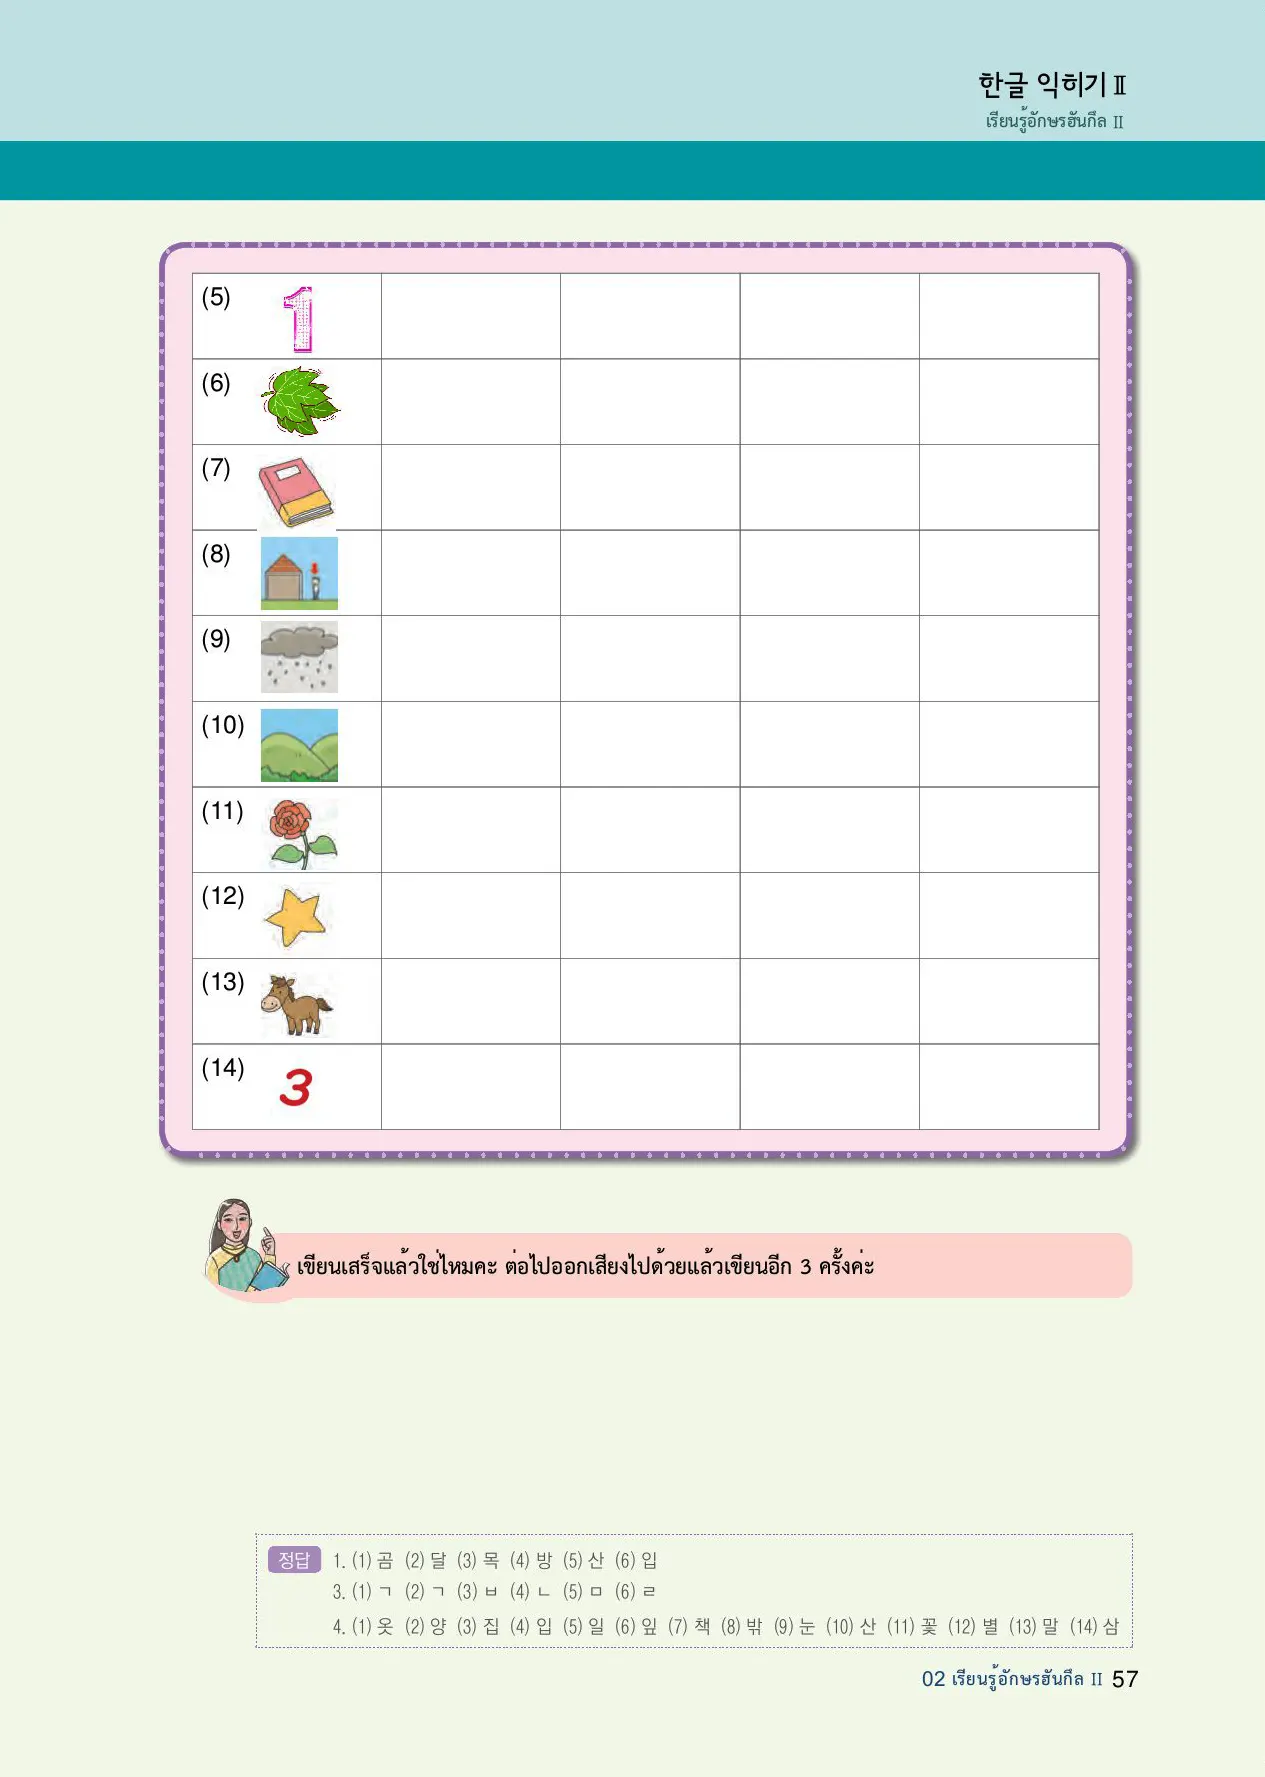 한글 익히기 Ⅱ
เรียนรู้อักษรฮันกึล Ⅱ
(5) 1
(6)
(7)
(8)
(9)
(10)
(11)
(12)
(13)
(14) 3
เขียนเสร็จแล้วใช่ไหมคะ ต่อไปออกเสียงไปด้วยแล้วเขียนอีก 3 ครั้งค่ะ
정답 1. (1) 곰 (2) 달 (3) 목 (4) 방 (5) 산 (6) 입
3. (1) ㄱ (2) ㄱ (3) ㅂ (4) ㄴ (5) ㅁ (6) ㄹ
4. (1) 옷 (2) 양 (3) 집 (4) 입 (5) 일 (6) 잎 (7) 책 (8) 밖 (9) 눈 (10) 산 (11) 꽃 (12) 별 (13) 말 (14) 삼
02 เรียนรู้อักษรฮันกึล Ⅱ 57